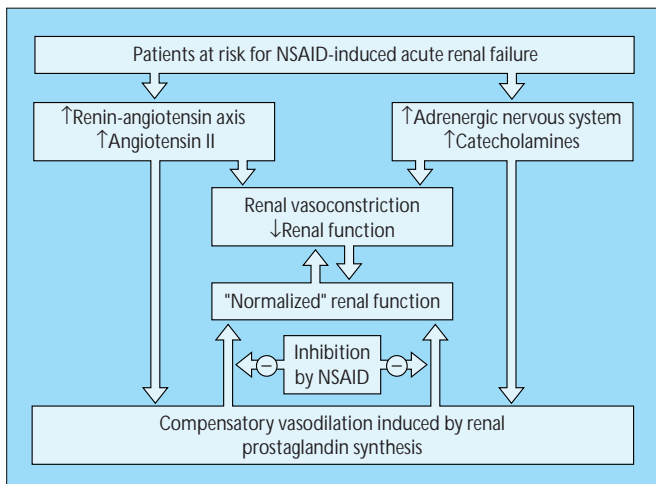 Patients at risk for NSAID-induced acute renal failure
↑Renin-angiotensin axis
↑Angiotensin II
↑Adrenergic nervous system
↑Catecholamines
Renal vasoconstriction
↓Renal function
"Normalized" renal function
Inhibition
by NSAID
−
−
Compensatory vasodilation induced by renal
prostaglandin synthesis